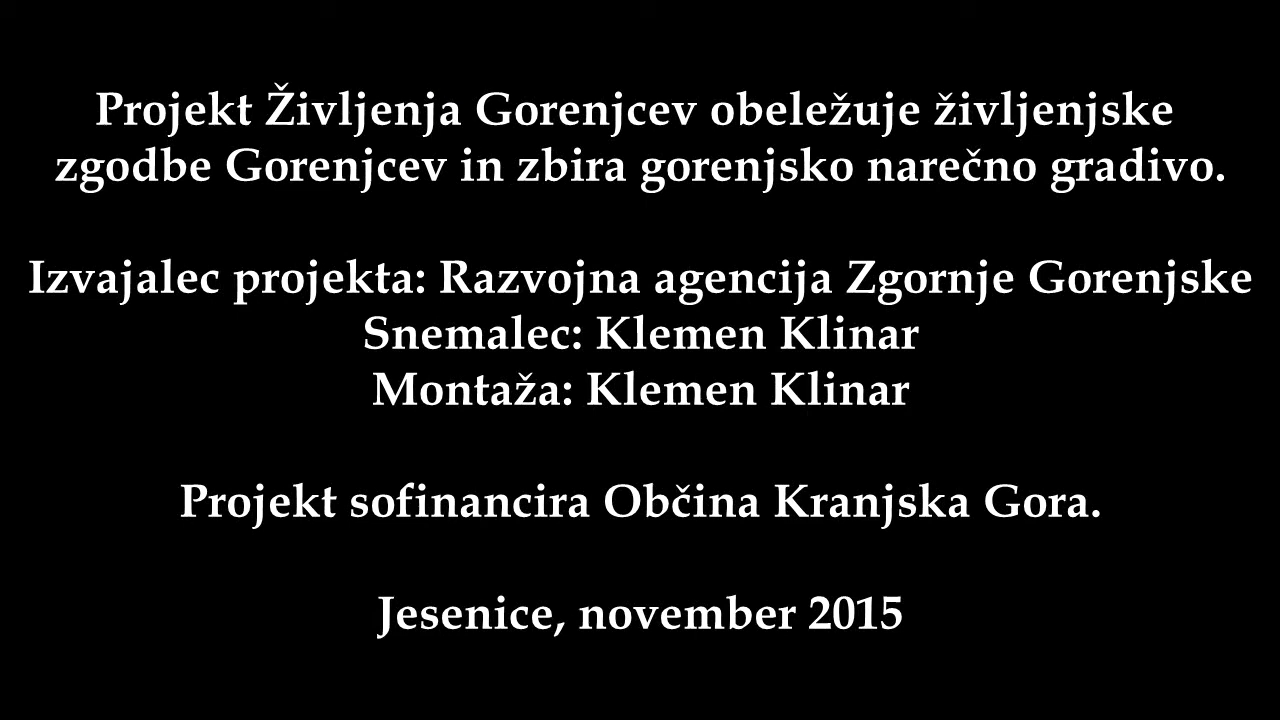 Projekt Življenja Gorenjcev obeležuje življenjske
zgodbe Gorenjcev in zbira gorenjsko narečno gradivo.
Izvajalec projekta: Razvojna agencija Zgornje Gorenjske
Snemalec: Klemen Klinar
Montaža: Klemen Klinar
Projekt sofinancira Občina Kranjska Gora.
Jesenice, november 2015